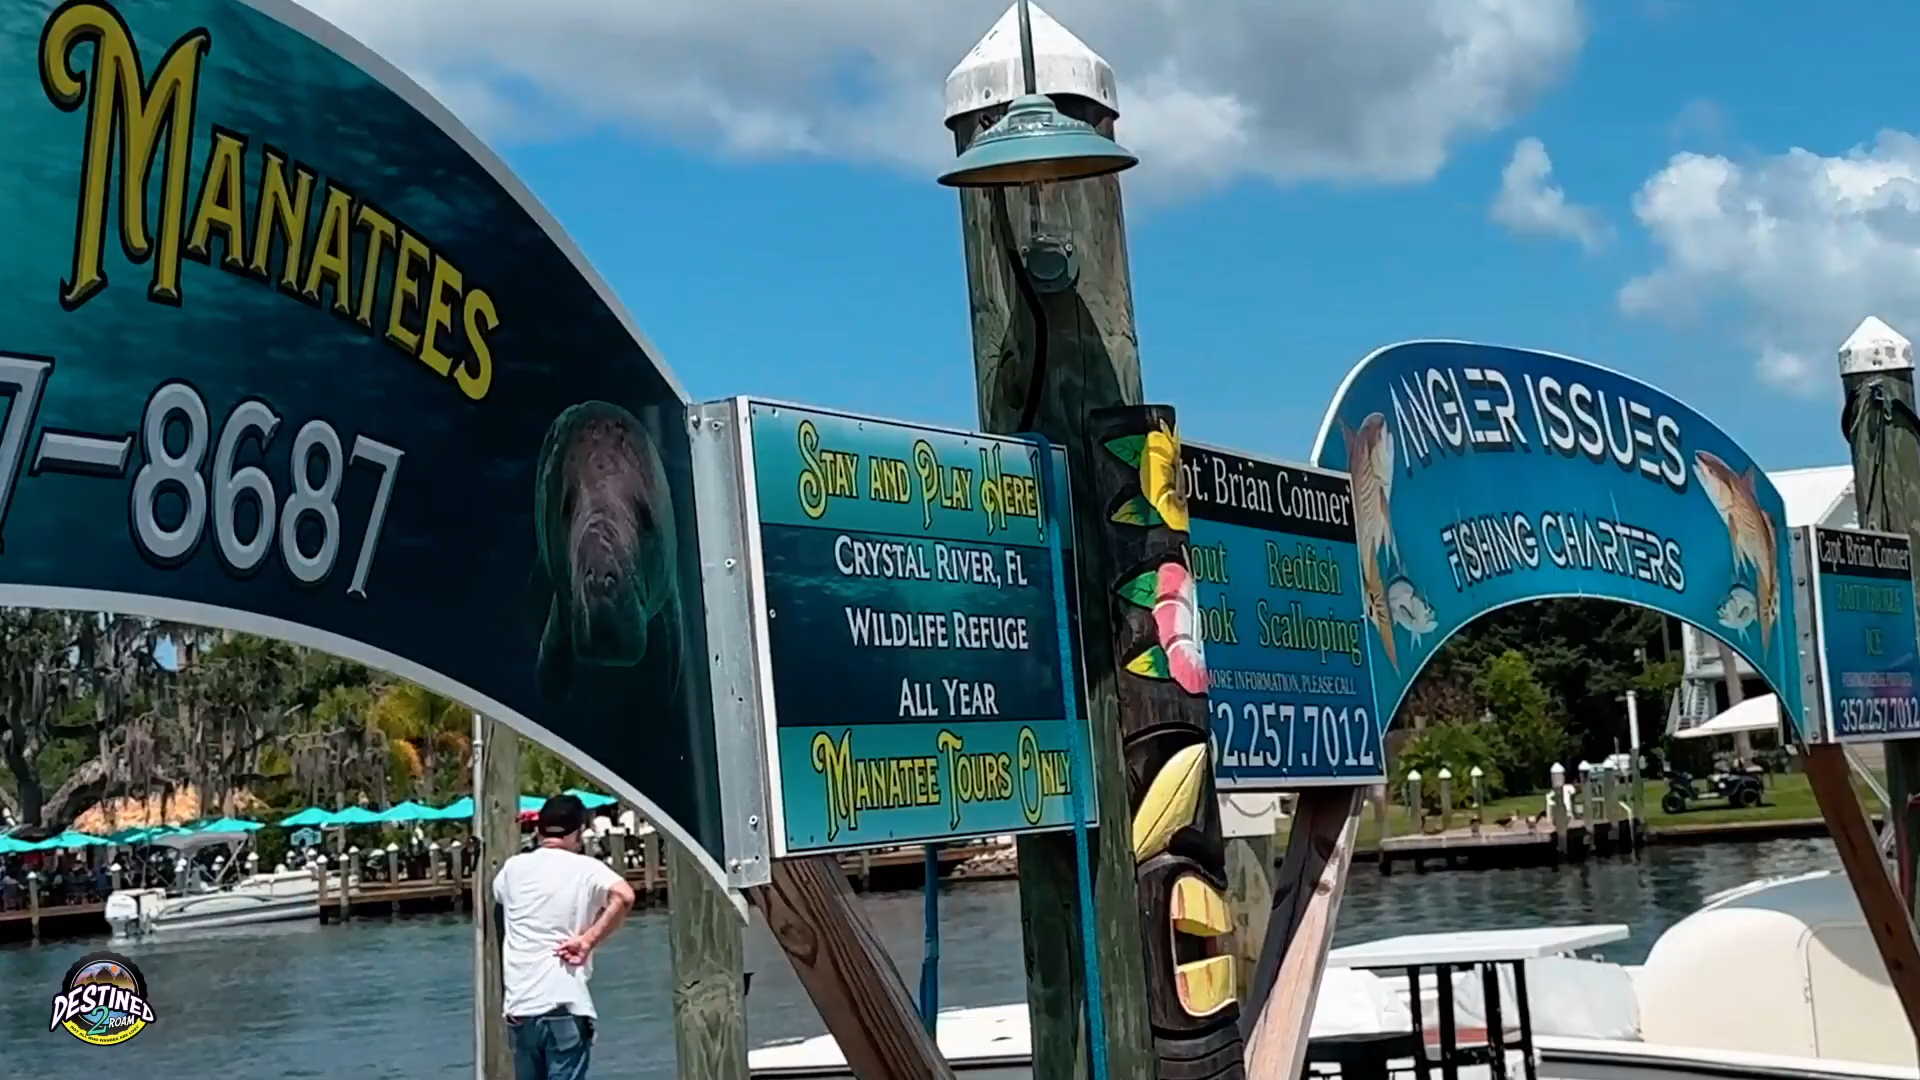 MANATEES
7-8687
STAY AND PLAY HERE!
CRYSTAL RIVER, FL
WILDLIFE REFUGE
ALL YEAR
MANATEE TOURS ONLY
pt. Brian Conner
out Redfish
ook Scalloping
MORE INFORMATION, PLEASE CALL
52.257.7012
ANGLER ISSUES
FISHING CHARTERS
Capt. Brian Conner
ICE
352.257.7012
DESTINED
2 ROAM